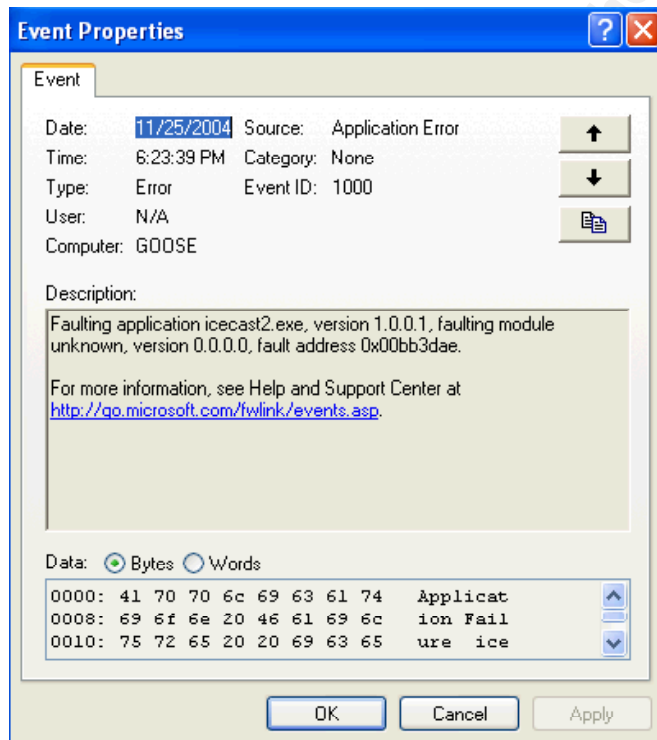 Event Properties
Event
Date: 11/25/2004 Source: Application Error
Time: 6:23:39 PM Category: None
Type: Error Event ID: 1000
User: N/A
Computer: GOOSE
Description:
Faulting application icecast2.exe, version 1.0.0.1, faulting module
unknown, version 0.0.0.0, fault address 0x00bb3dae.
For more information, see Help and Support Center at
http://go.microsoft.com/fwlink/events.asp.
Data: Bytes Words
0000: 41 70 70 6c 69 63 61 74 Applicat
0008: 69 6f 6e 20 46 61 69 6c ion Fail
0010: 75 72 65 20 20 69 63 65 ure ice
OK Cancel Apply